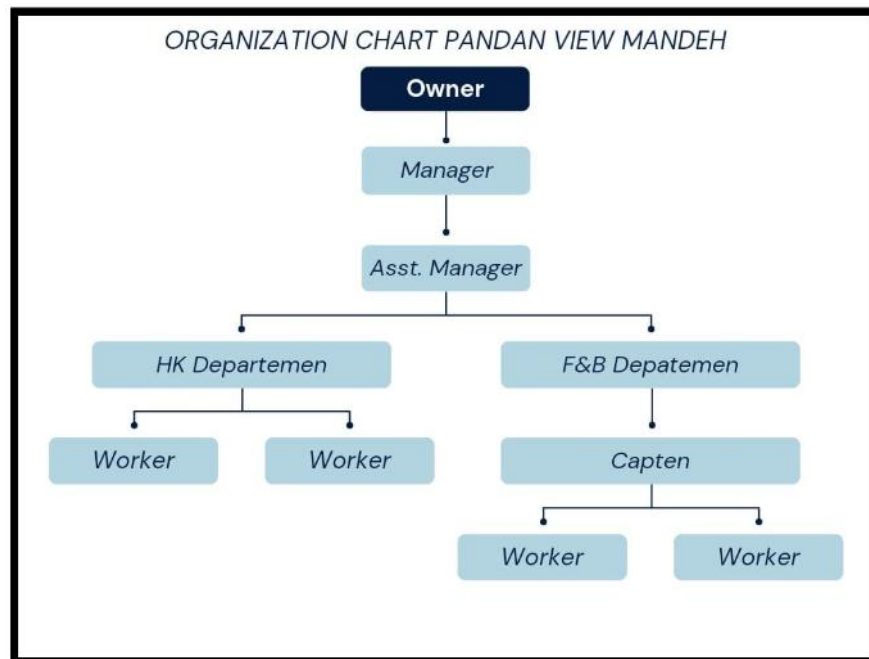 ORGANIZATION CHART PANDAN VIEW MANDEH
Owner
Manager
Asst. Manager
HK Departemen
F&B Depatemen
Worker
Worker
Capten
Worker
Worker